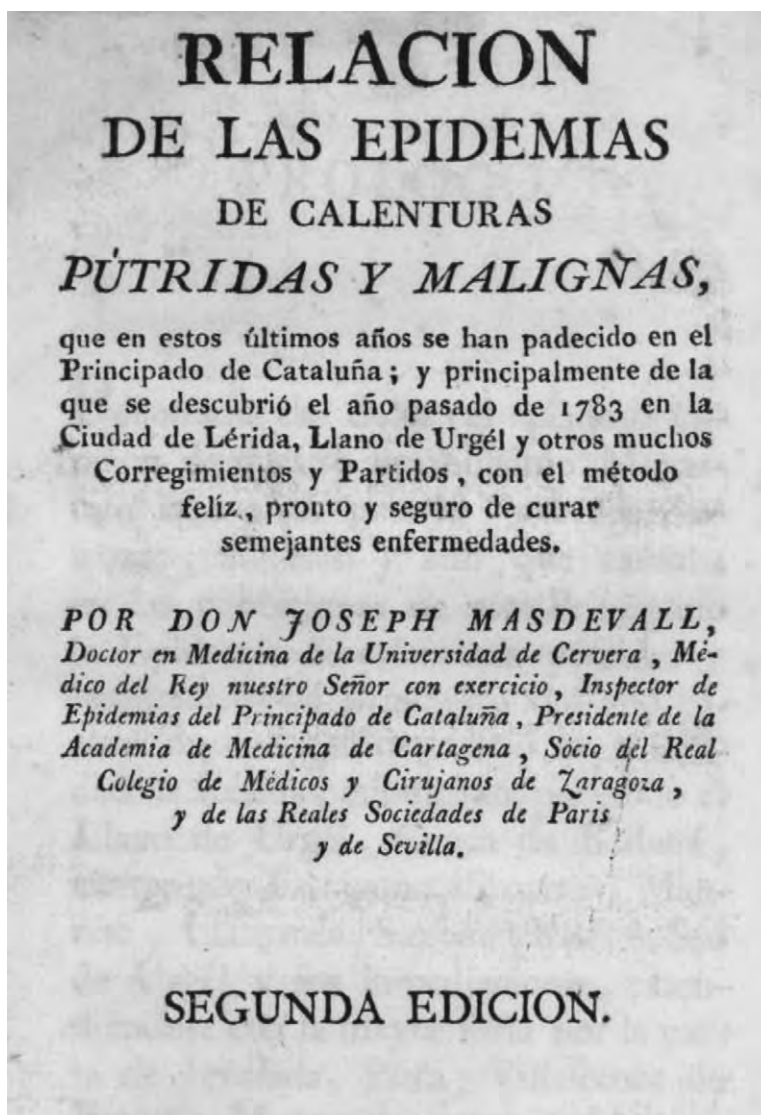 RELACION
DE LAS EPIDEMIAS
DE CALENTURAS
PÚTRIDAS Y MALIGÑAS,
que en estos últimos años se han padecido en el
Principado de Cataluña; y principalmente de la
que se descubrió el año pasado de 1783 en la
Ciudad de Lérida, Llano de Urgél y otros muchos
Corregimientos y Partidos, con el método
felíz, pronto y seguro de curar
semejantes enfermedades.
POR DON JOSEPH MASDEVALL,
Doctor en Medicina de la Universidad de Cervera, Mé-
dico del Rey nuestro Señor con exercicio, Inspector de
Epidemias del Principado de Cataluña, Presidente de la
Academia de Medicina de Cartagena, Sócio del Real
Colegio de Médicos y Cirujanos de Zaragoza,
y de las Reales Sociedades de Paris
y de Sevilla.
SEGUNDA EDICION.